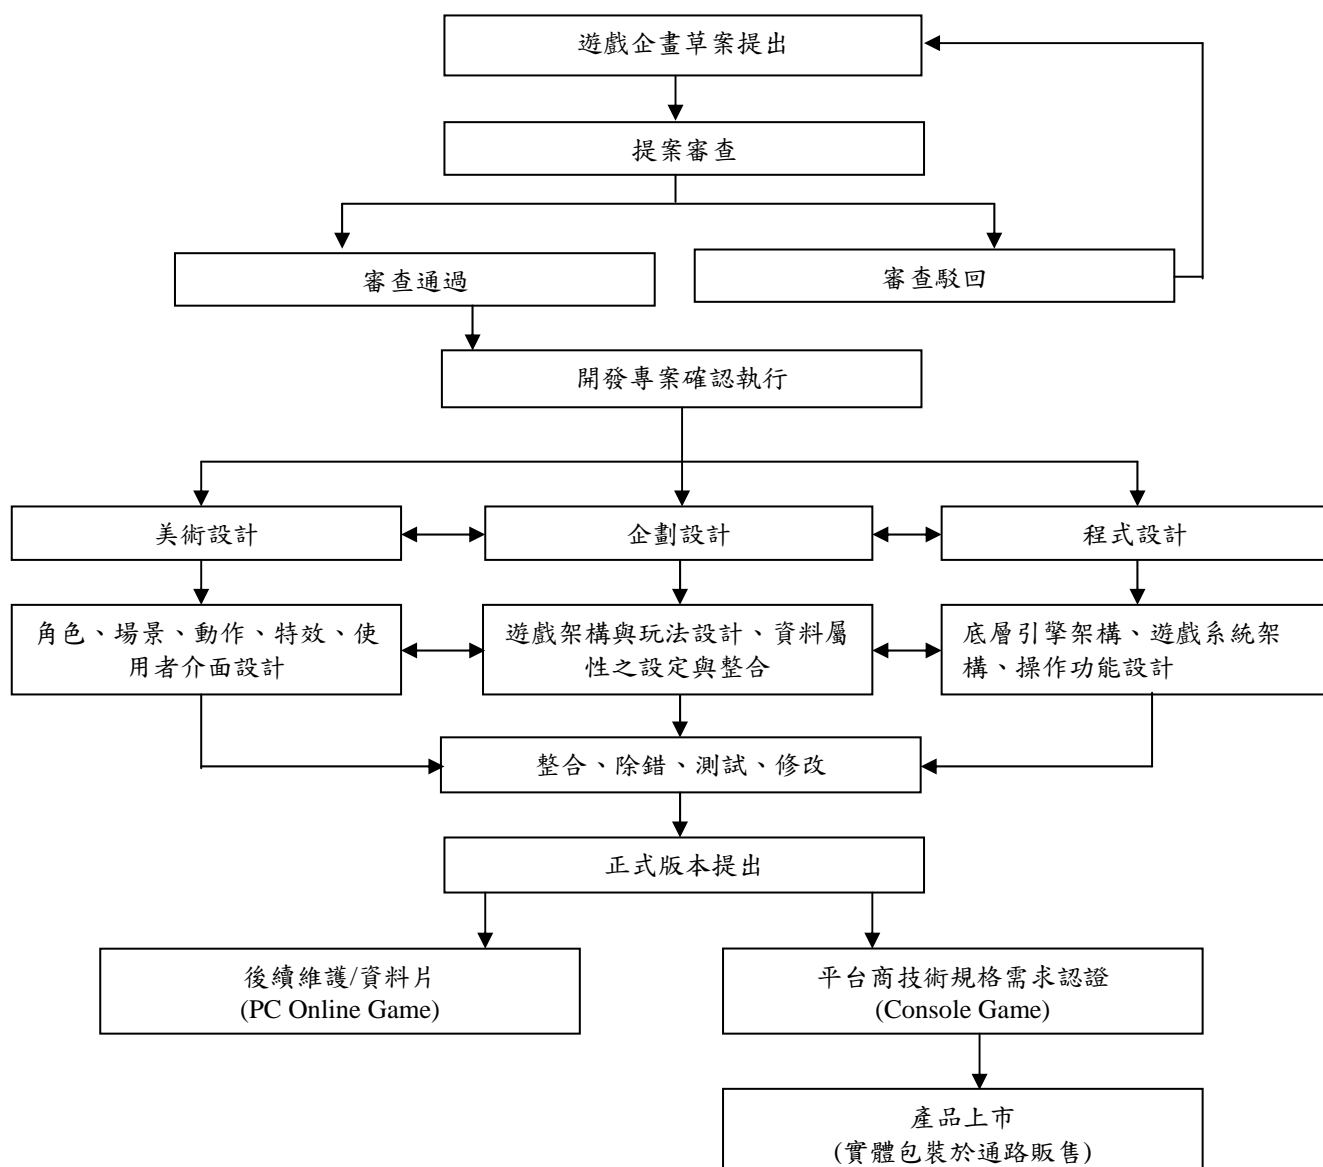 遊戲企畫草案提出
提案審查
審查通過
審查駁回
開發專案確認執行
美術設計
企劃設計
程式設計
角色、場景、動作、特效、使
用者介面設計
遊戲架構與玩法設計、資料屬
性之設定與整合
底層引擎架構、遊戲系統架
構、操作功能設計
整合、除錯、測試、修改
正式版本提出
後續維護/資料片
(PC Online Game)
平台商技術規格需求認證
(Console Game)
產品上市
(實體包裝於通路販售)